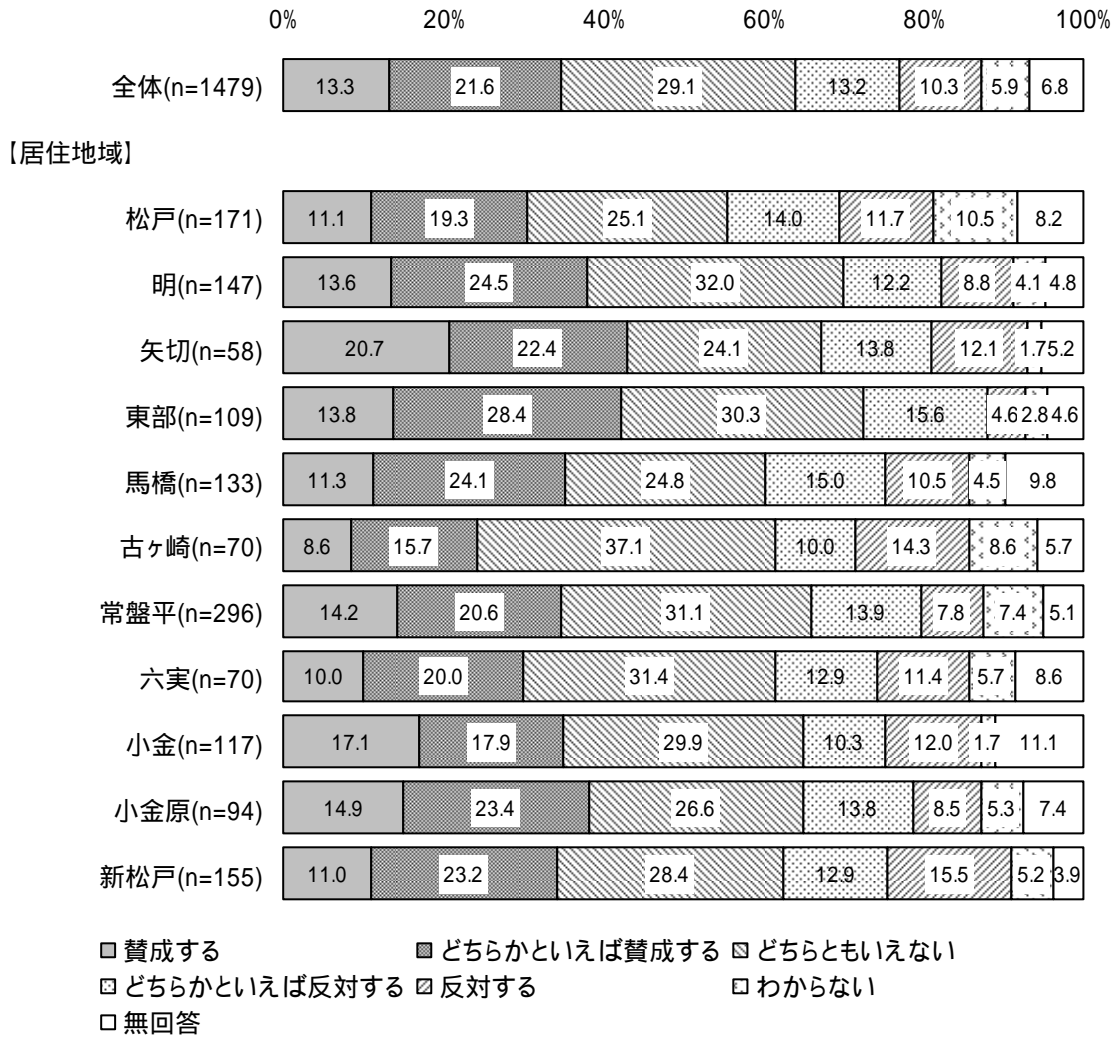 0% 20% 40% 60% 80% 100%
全体(n=1479) 13.3 21.6 29.1 13.2 10.3 5.9 6.8
【居住地域】
松戸(n=171) 11.1 19.3 25.1 14.0 11.7 10.5 8.2
明(n=147) 13.6 24.5 32.0 12.2 8.8 4.1 4.8
矢切(n=58) 20.7 22.4 24.1 13.8 12.1 1.7 5.2
東部(n=109) 13.8 28.4 30.3 15.6 4.6 2.8 4.6
馬橋(n=133) 11.3 24.1 24.8 15.0 10.5 4.5 9.8
古ヶ崎(n=70) 8.6 15.7 37.1 10.0 14.3 8.6 5.7
常盤平(n=296) 14.2 20.6 31.1 13.9 7.8 7.4 5.1
六実(n=70) 10.0 20.0 31.4 12.9 11.4 5.7 8.6
小金(n=117) 17.1 17.9 29.9 10.3 12.0 1.7 11.1
小金原(n=94) 14.9 23.4 26.6 13.8 8.5 5.3 7.4
新松戸(n=155) 11.0 23.2 28.4 12.9 15.5 5.2 3.9
賛成する どちらかといえば賛成する どちらともいえない
どちらかといえば反対する 反対する わからない
無回答